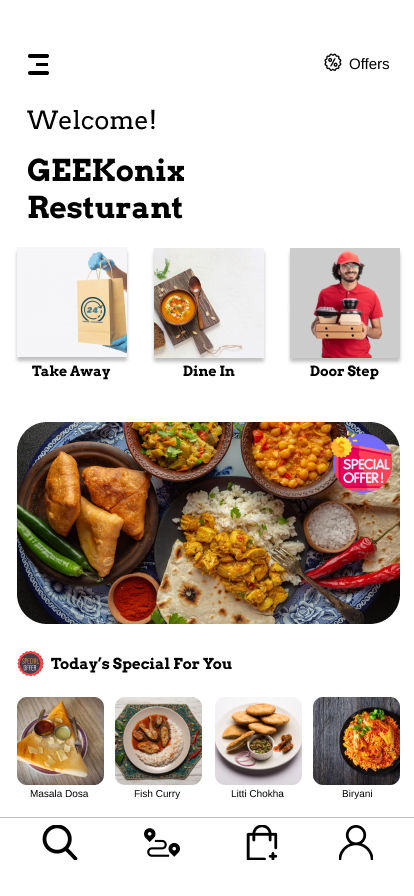 Offers
Welcome!
GEEKonix
Resturant
24
Take Away
Dine In
Door Step
SPECIAL
OFFER!
SPECIAL
OFFER
Today's Special For You
Masala Dosa
Fish Curry
Litti Chokha
Biryani